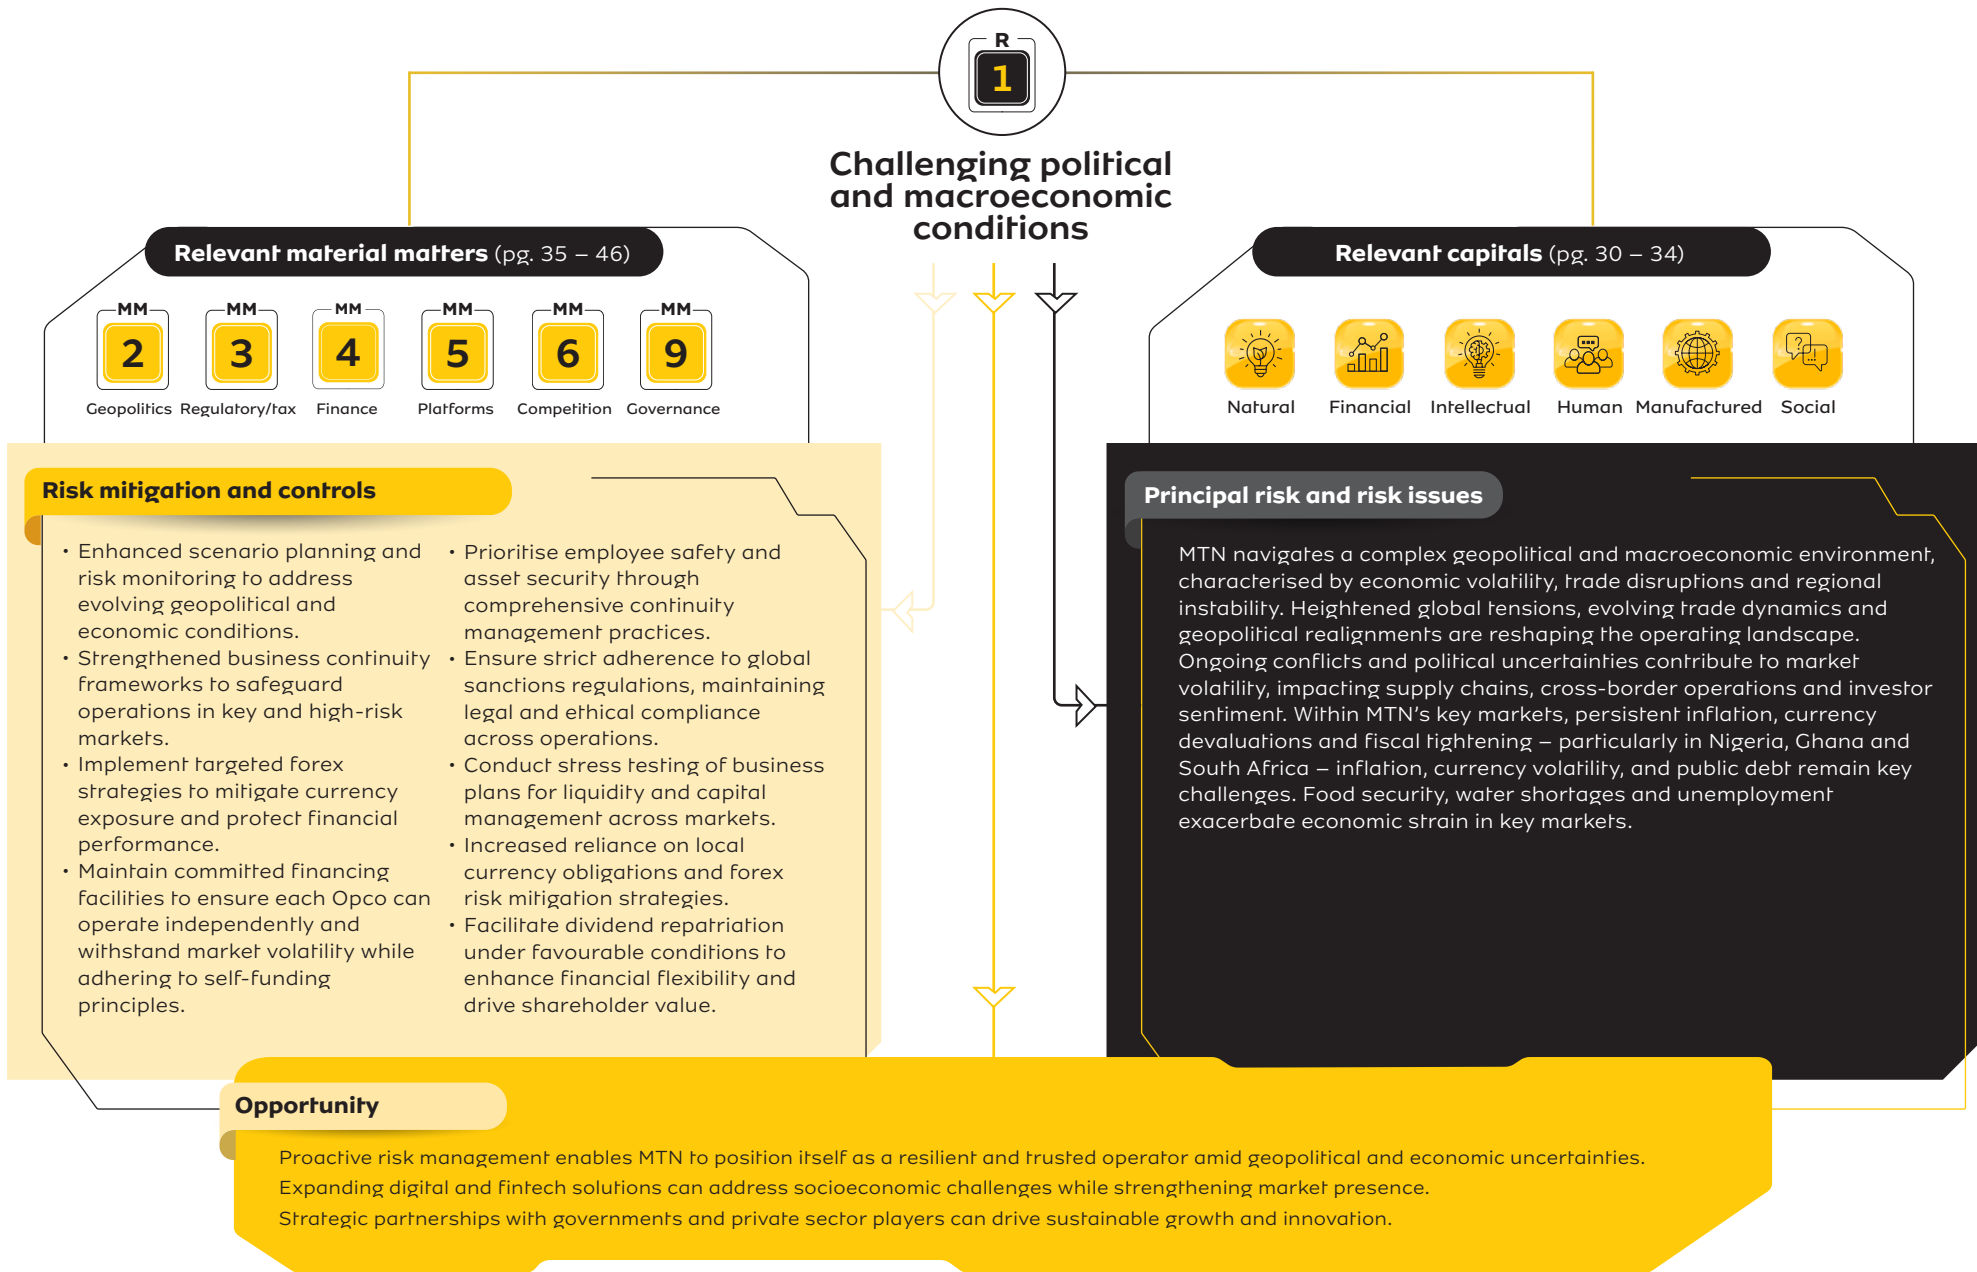 R
1
Challenging political
and macroeconomic
conditions
Relevant material matters (pg. 35 – 46)
MM MM MM MM MM MM
2 3 4 5 6 9
Geopolitics Regulatory/tax Finance Platforms Competition Governance
Relevant capitals (pg. 30 – 34)
Natural Financial Intellectual Human Manufactured Social
Risk mitigation and controls
• Enhanced scenario planning and
risk monitoring to address
evolving geopolitical and
economic conditions.
• Strengthened business continuity
frameworks to safeguard
operations in key and high-risk
markets.
• Implement targeted forex
strategies to mitigate currency
exposure and protect financial
performance.
• Maintain committed financing
facilities to ensure each Opco can
operate independently and
withstand market volatility while
adhering to self-funding
principles.
• Prioritise employee safety and
asset security through
comprehensive continuity
management practices.
• Ensure strict adherence to global
sanctions regulations, maintaining
legal and ethical compliance
across operations.
• Conduct stress testing of business
plans for liquidity and capital
management across markets.
• Increased reliance on local
currency obligations and forex
risk mitigation strategies.
• Facilitate dividend repatriation
under favourable conditions to
enhance financial flexibility and
drive shareholder value.
Principal risk and risk issues
MTN navigates a complex geopolitical and macroeconomic environment,
characterised by economic volatility, trade disruptions and regional
instability. Heightened global tensions, evolving trade dynamics and
geopolitical realignments are reshaping the operating landscape.
Ongoing conflicts and political uncertainties contribute to market
volatility, impacting supply chains, cross-border operations and investor
sentiment. Within MTN's key markets, persistent inflation, currency
devaluations and fiscal tightening – particularly in Nigeria, Ghana and
South Africa – inflation, currency volatility, and public debt remain key
challenges. Food security, water shortages and unemployment
exacerbate economic strain in key markets.
Opportunity
Proactive risk management enables MTN to position itself as a resilient and trusted operator amid geopolitical and economic uncertainties.
Expanding digital and fintech solutions can address socioeconomic challenges while strengthening market presence.
Strategic partnerships with governments and private sector players can drive sustainable growth and innovation.